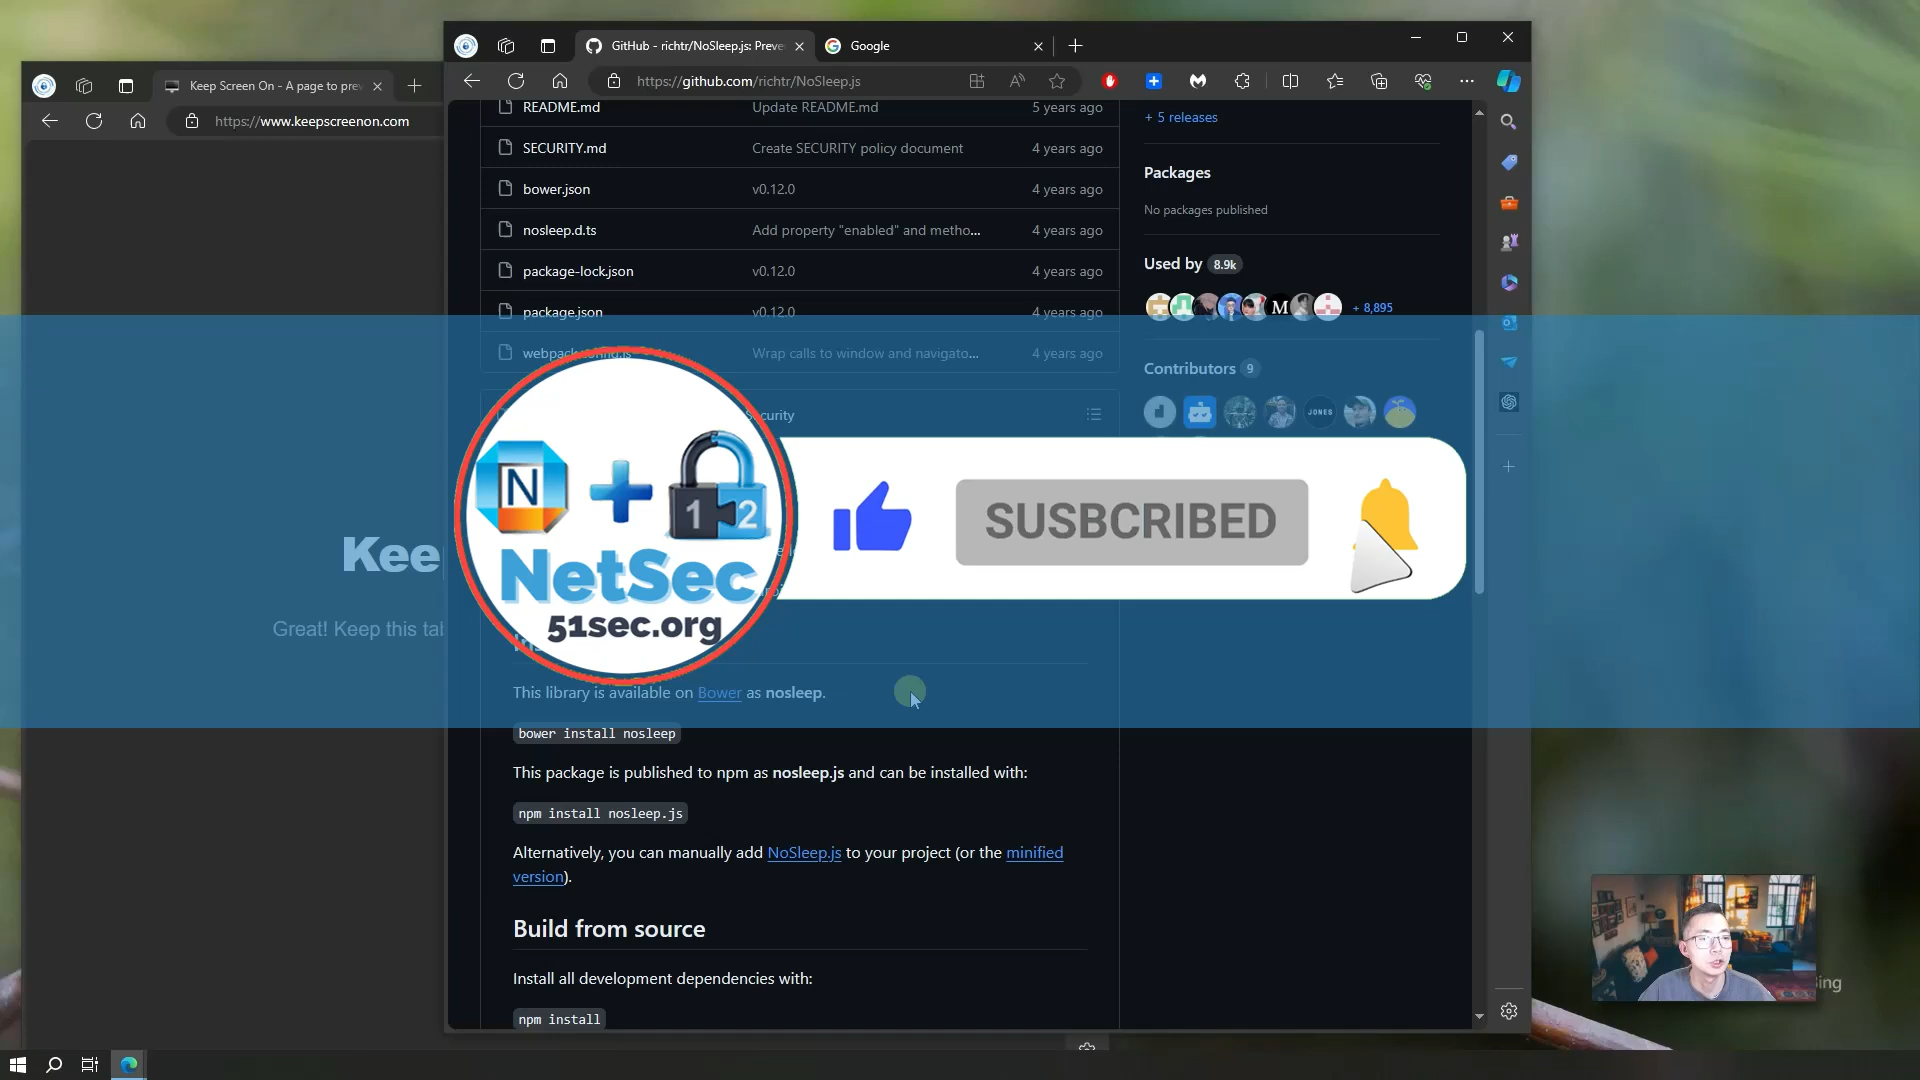 GitHub - richtr/NoSleep.js: Preve
Google
https://github.com/richtr/NoSleep.js
Keep Screen On - A page to prev
https://www.keepscreenon.com
README.md Update README.md 5 years ago
SECURITY.md Create SECURITY policy document 4 years ago
bower.json v0.12.0 4 years ago
nosleep.d.ts Add property "enabled" and metho... 4 years ago
package-lock.json v0.12.0 4 years ago
package.json v0.12.0 4 years ago
Wrap calls to window and navigato... 4 years ago
+ 5 releases
Packages
No packages published
Used by 8.9k
M
+ 8,895
Contributors 9
JONES
curity
N
1 2
NetSec
51sec.org
SUSBCRIBED
Kee
Great! Keep this tab
This library is available on Bower as nosleep.
bower install nosleep
This package is published to npm as nosleep.js and can be installed with:
npm install nosleep.js
Alternatively, you can manually add NoSleep.js to your project (or the minified
version).
Build from source
Install all development dependencies with:
npm install